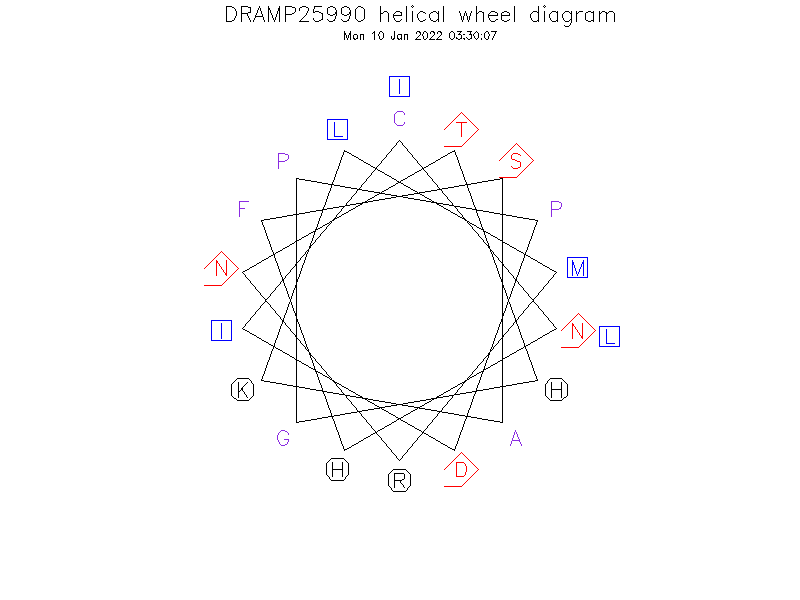 DRAMP25990 helical wheel diagram
Mon 10 Jan 2022 03:30:07
I
C
L T
P S
F P
N M
I N L
K H
G A
H D
R